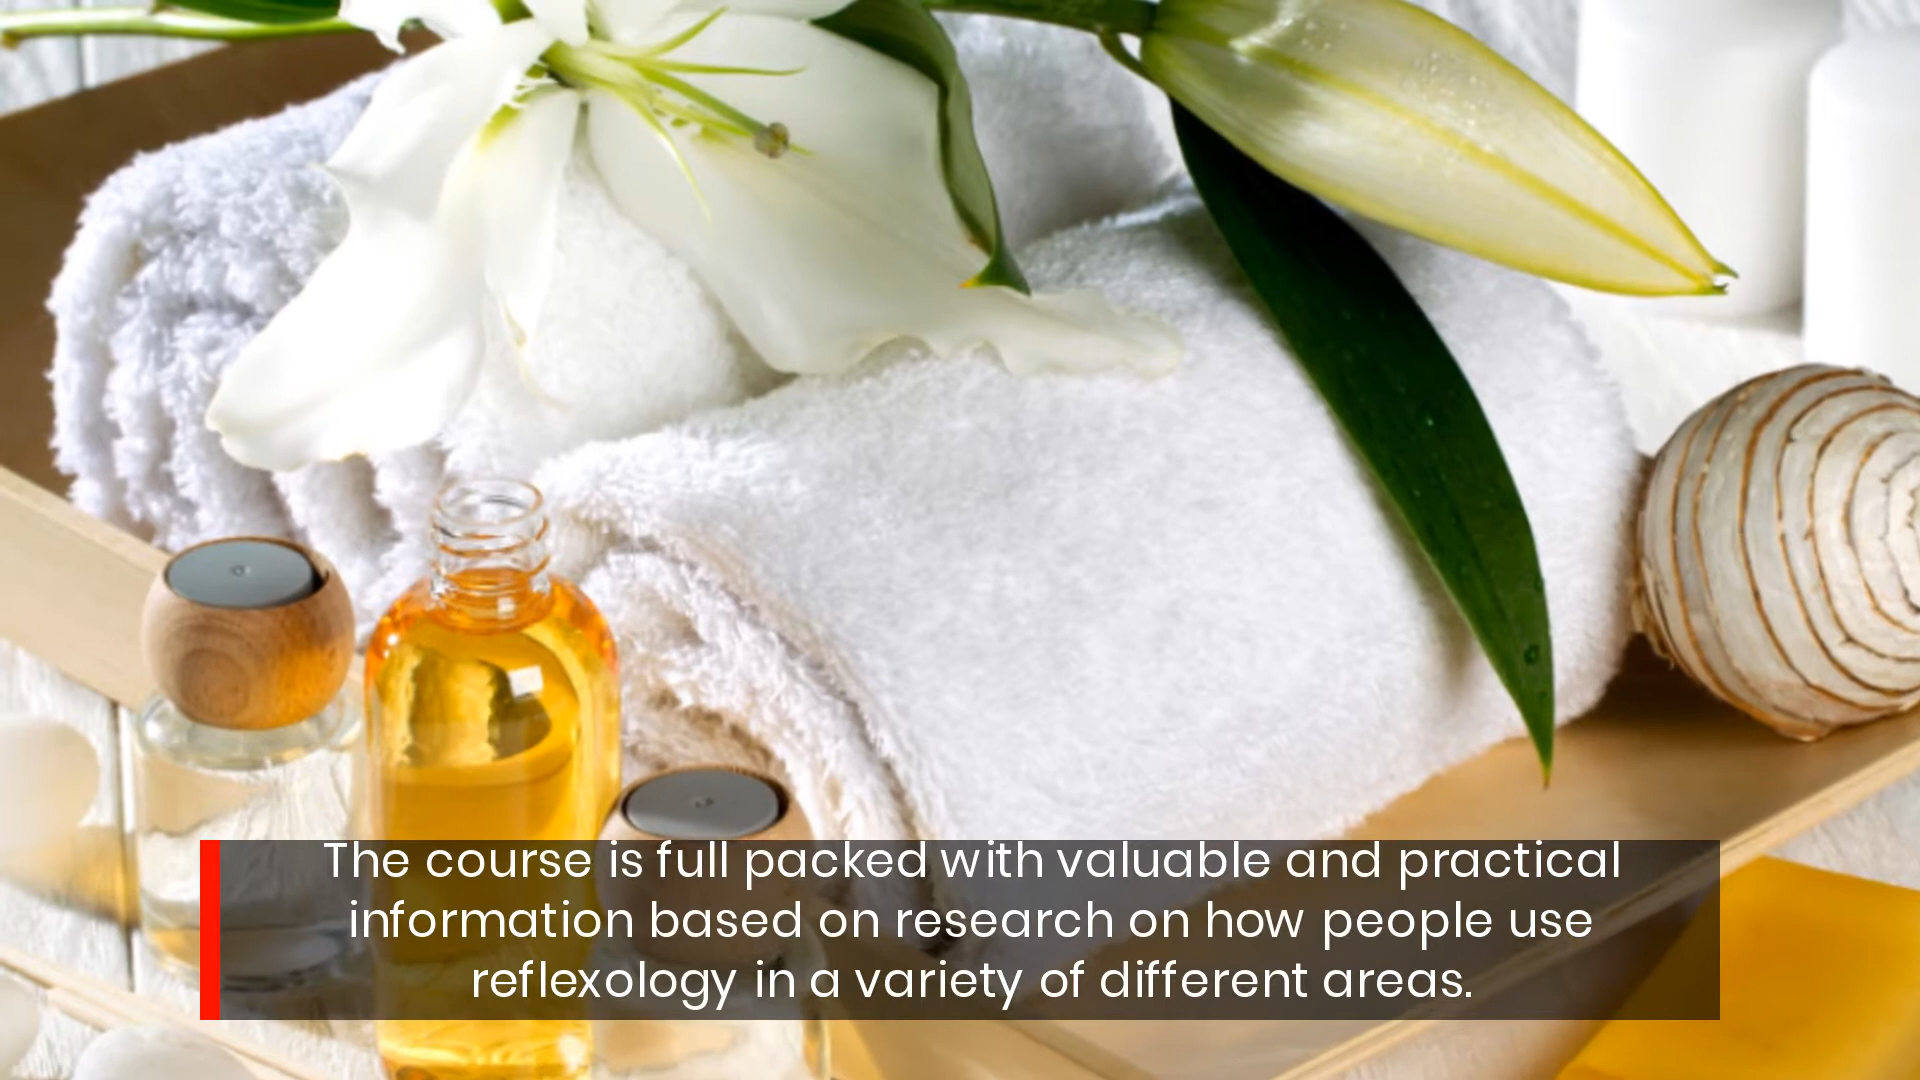 The course is full packed with valuable and practical
information based on research on how people use
reflexology in a variety of different areas.